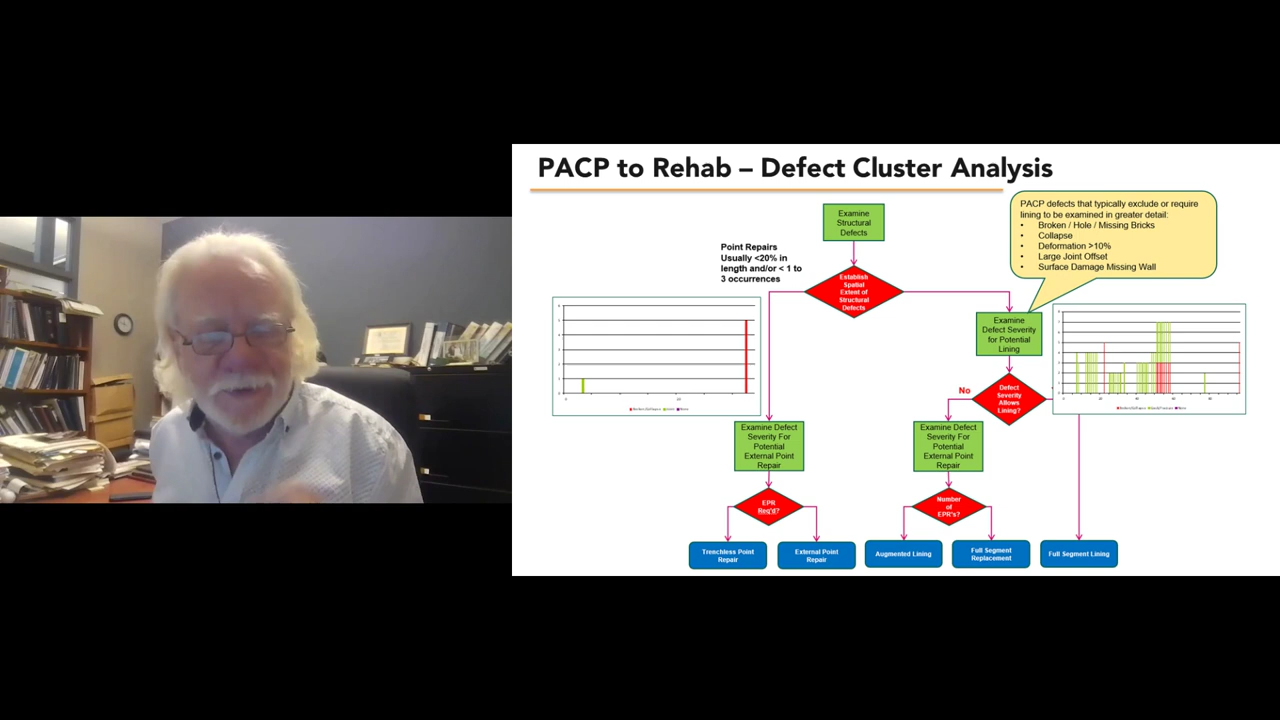 PACP to Rehab – Defect Cluster Analysis
Examine
Structural
Defects
PACP defects that typically exclude or require
lining to be examined in greater detail:
• Broken / Hole / Missing Bricks
• Collapse
• Deformation >10%
• Large Joint Offset
• Surface Damage Missing Wall
Point Repairs
Usually <20% in
length and/or < 1 to
3 occurrences
Establish
Spatial
Extent of
Structural
Defects
Examine
Defect Severity
for Potential
Lining
No
Defect
Severity
Allows
Lining?
Examine Defect
Severity For
Potential
External Point
Repair
Examine Defect
Severity For
Potential
External Point
Repair
EPR
Req'd?
Number
of
EPR's?
Trenchless Point
Repair
External Point
Repair
Augmented Lining
Full Segment
Replacement
Full Segment Lining